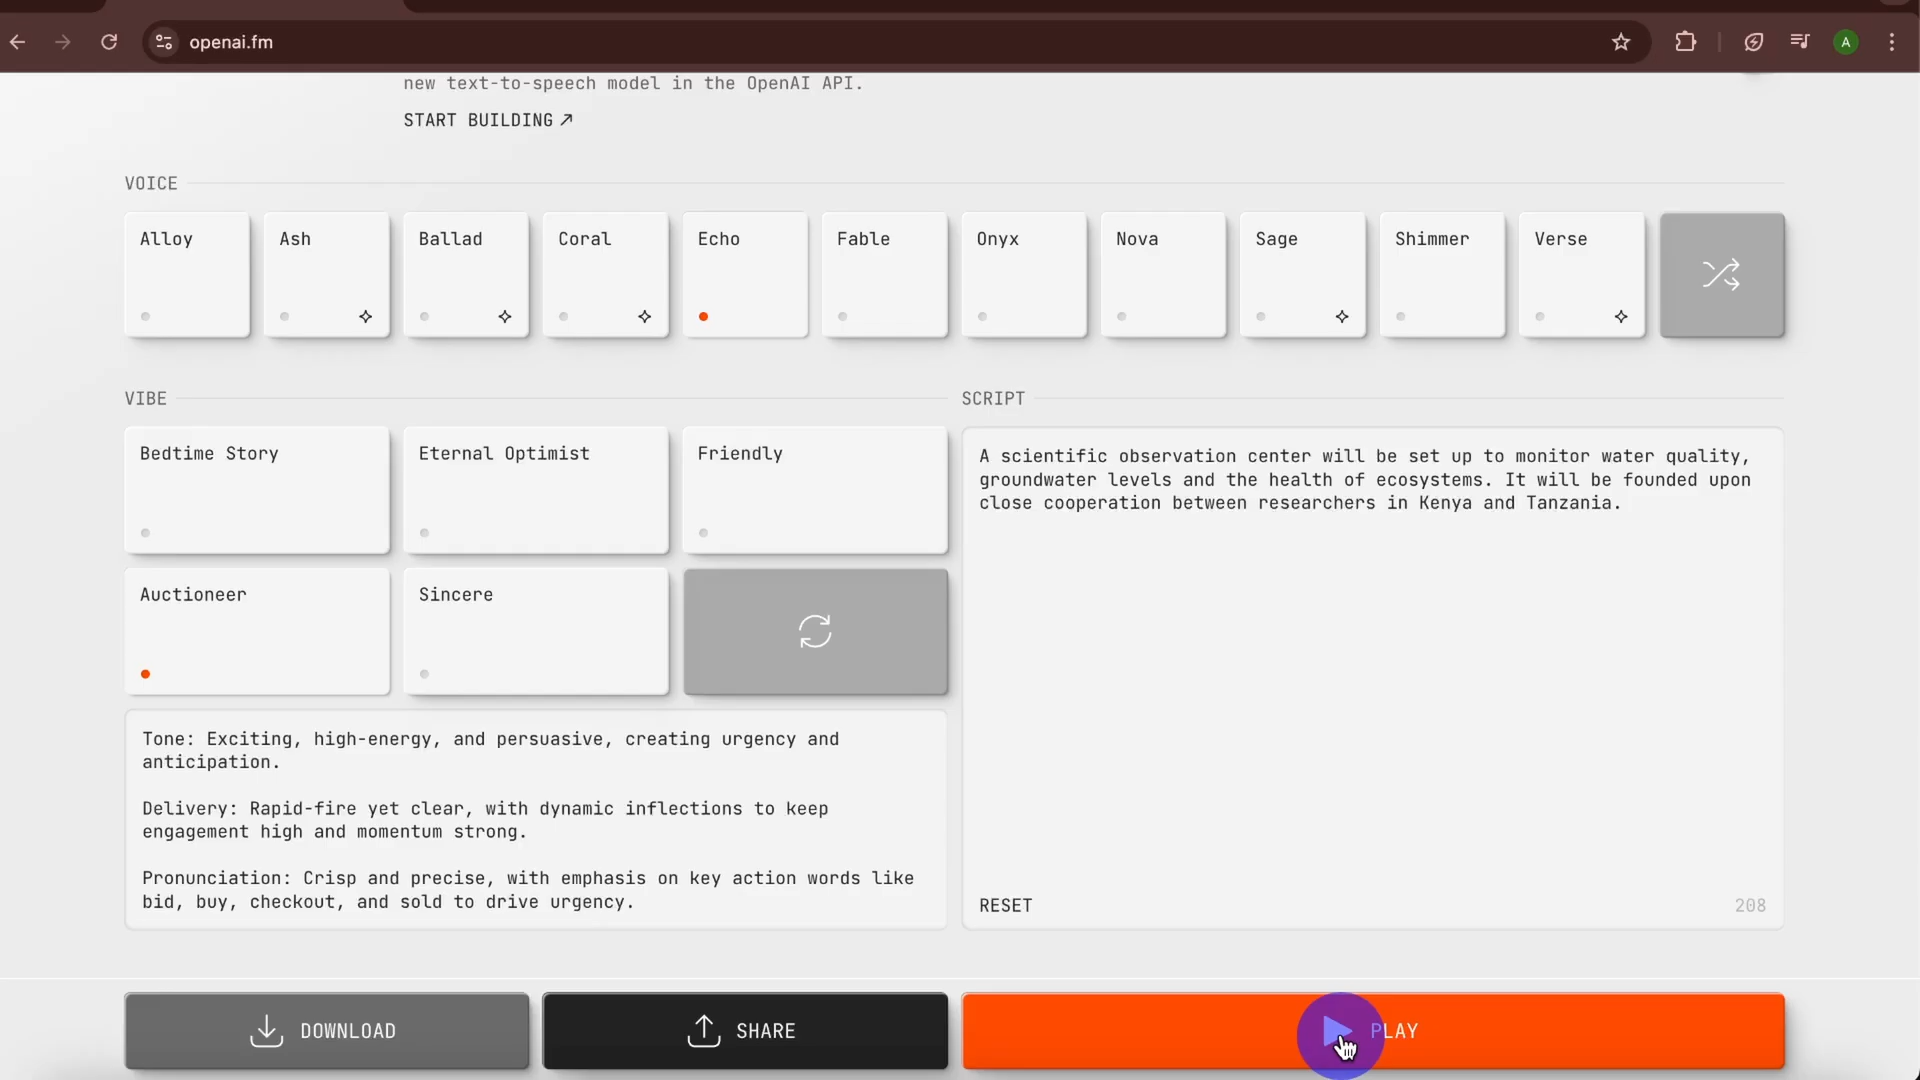 openai.fm
A
new text-to-speech model in the OpenAI API.
START BUILDING ↗
VOICE
Alloy
Ash
Ballad
Coral
Echo
Fable
Onyx
Nova
Sage
Shimmer
Verse
VIBE
Bedtime Story
Eternal Optimist
Friendly
Auctioneer
Sincere
Tone: Exciting, high-energy, and persuasive, creating urgency and
anticipation.
Delivery: Rapid-fire yet clear, with dynamic inflections to keep
engagement high and momentum strong.
Pronunciation: Crisp and precise, with emphasis on key action words like
bid, buy, checkout, and sold to drive urgency.
SCRIPT
A scientific observation center will be set up to monitor water quality,
groundwater levels and the health of ecosystems. It will be founded upon
close cooperation between researchers in Kenya and Tanzania.
RESET
208
DOWNLOAD
SHARE
PLAY